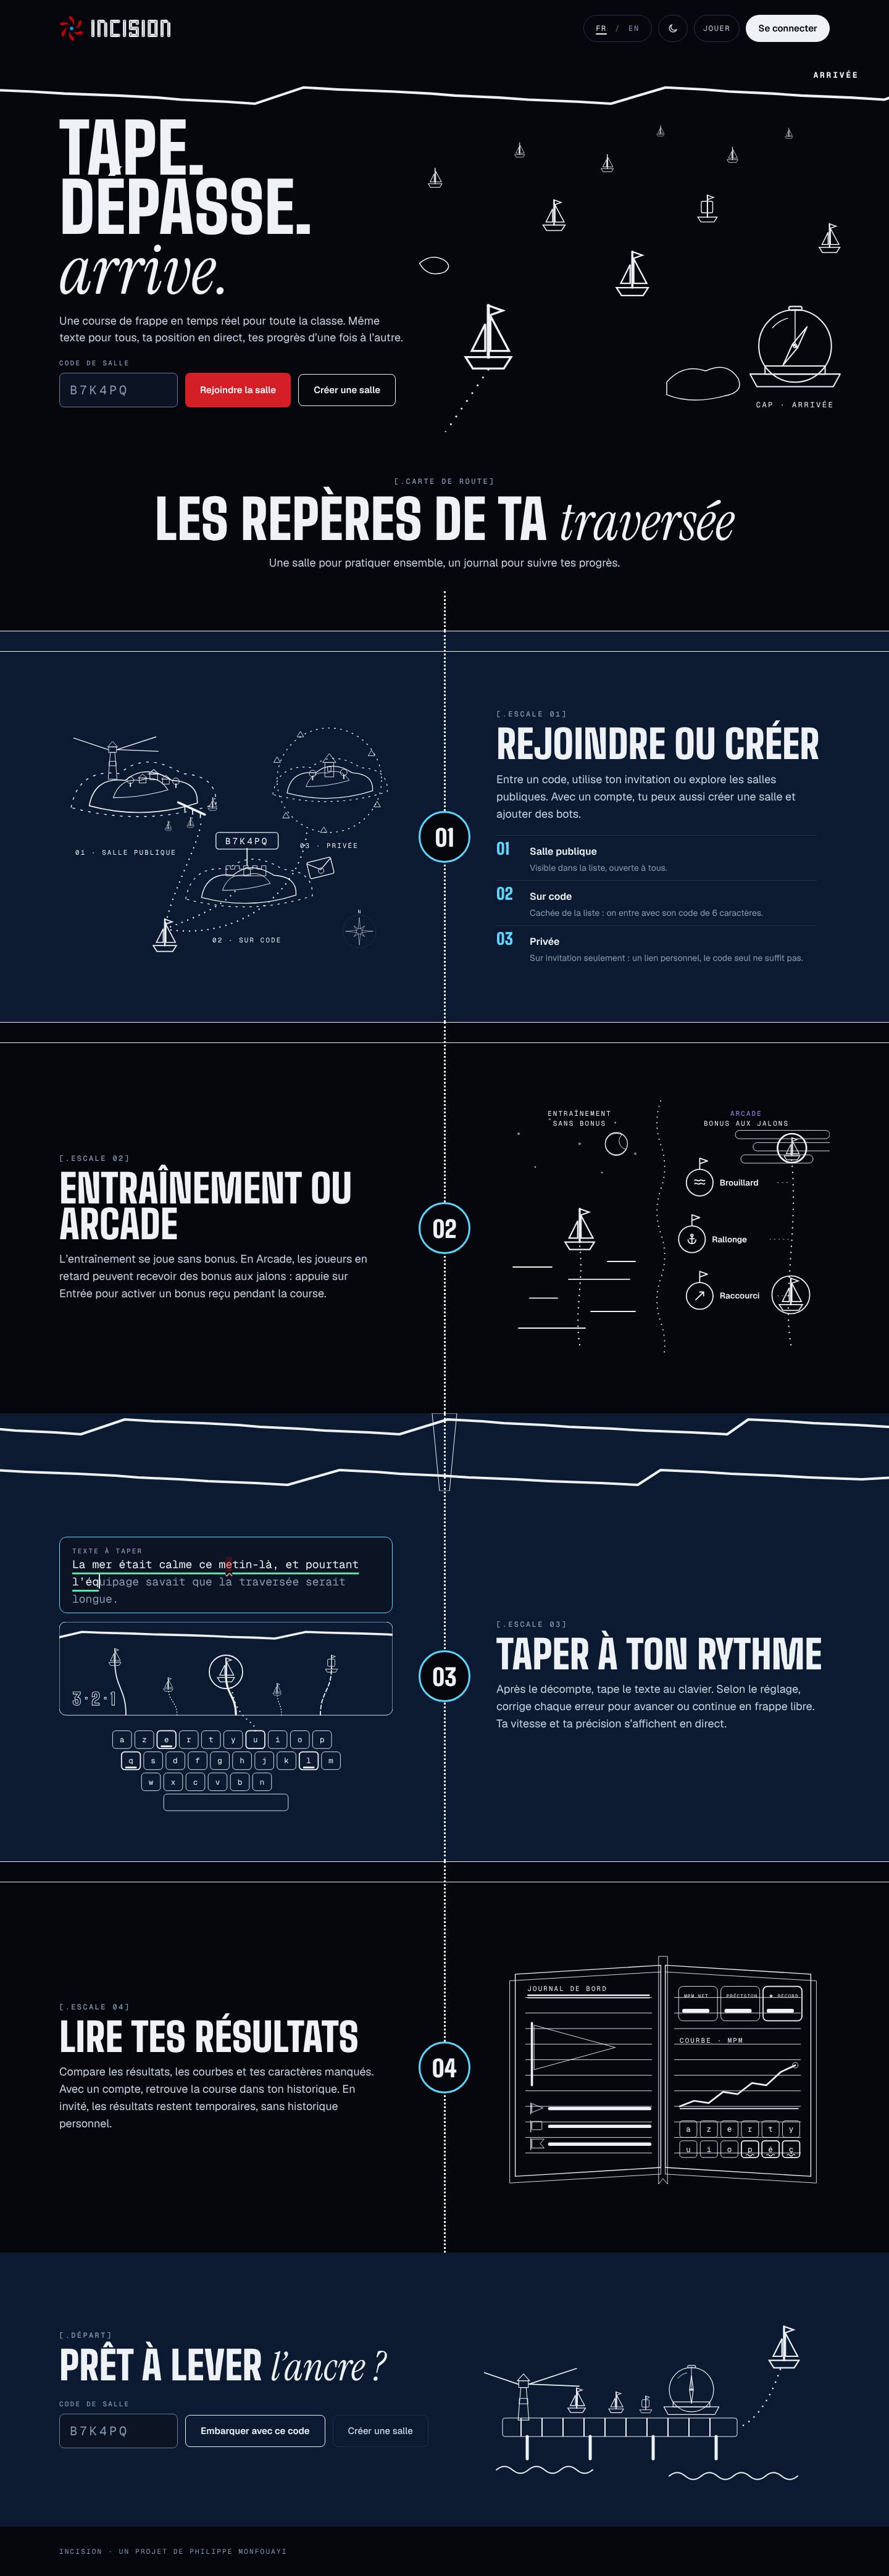 INCISION
FR / EN
JOUER
Se connecter
ARRIVÉE
TAPE.
DÉPASSE.
arrive.
Une course de frappe en temps réel pour toute la classe. Même
texte pour tous, ta position en direct, tes progrès d'une fois à l'autre.
CODE DE SALLE
B7K4PQ
Rejoindre la salle
Créer une salle
CAP · ARRIVÉE
[.CARTE DE ROUTE]
LES REPÈRES DE TA traversée
Une salle pour pratiquer ensemble, un journal pour suivre tes progrès.
01 · SALLE PUBLIQUE
B7K4PQ
03 · PRIVÉE
02 · SUR CODE
N
01
[.ESCALE 01]
REJOINDRE OU CRÉER
Entre un code, utilise ton invitation ou explore les salles
publiques. Avec un compte, tu peux aussi créer une salle et
ajouter des bots.
01 Salle publique
Visible dans la liste, ouverte à tous.
02 Sur code
Cachée de la liste : on entre avec son code de 6 caractères.
03 Privée
Sur invitation seulement : un lien personnel, le code seul ne suffit pas.
[.ESCALE 02]
ENTRAÎNEMENT OU
ARCADE
L'entraînement se joue sans bonus. En Arcade, les joueurs en
retard peuvent recevoir des bonus aux jalons : appuie sur
Entrée pour activer un bonus reçu pendant la course.
02
ENTRAÎNEMENT
SANS BONUS
ARCADE
BONUS AUX JALONS
Brouillard
Rallonge
Raccourci
TEXTE À TAPER
La mer était calme ce metin-là, et pourtant
l'équipage savait que la traversée serait
longue.
3·2·1
a z e r t y u i o p
q s d f g h j k l m
w x c v b n
03
[.ESCALE 03]
TAPER À TON RYTHME
Après le décompte, tape le texte au clavier. Selon le réglage,
corrige chaque erreur pour avancer ou continue en frappe libre.
Ta vitesse et ta précision s'affichent en direct.
[.ESCALE 04]
LIRE TES RÉSULTATS
Compare les résultats, les courbes et tes caractères manqués.
Avec un compte, retrouve la course dans ton historique. En
invité, les résultats restent temporaires, sans historique
personnel.
04
JOURNAL DE BORD
MPM NET
PRÉCISION
★ RECORD
COURBE · MPM
a z e r t y
u i o p é ç
[.DÉPART]
PRÊT À LEVER l'ancre ?
CODE DE SALLE
B7K4PQ
Embarquer avec ce code
Créer une salle
INCISION · UN PROJET DE PHILIPPE MONFOUAYI